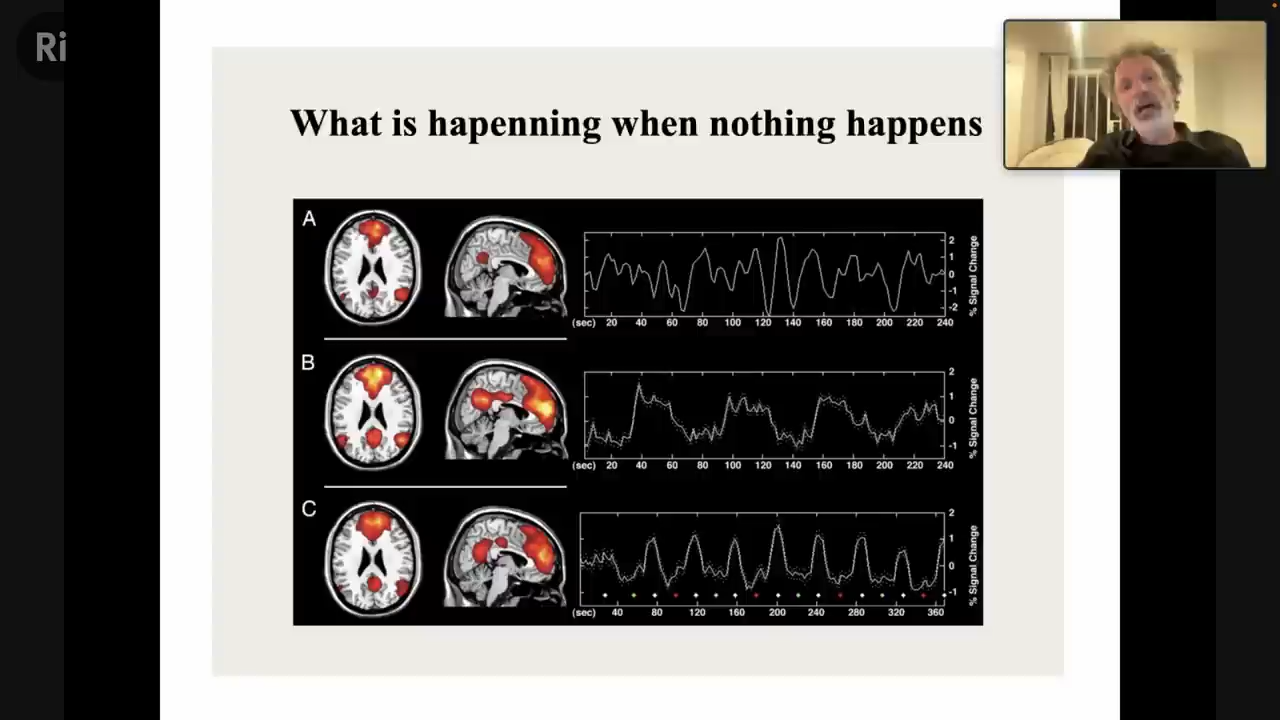 Ri
What is hapenning when nothing happens
A
2
1
0
-1
-2
% Signal Change
(sec) 20 40 60 80 100 120 140 160 180 200 220 240
B
2
1
0
-1
% Signal Change
(sec) 20 40 60 80 100 120 140 160 180 200 220 240
C
2
1
0
-1
% Signal Change
(sec) 40 80 120 160 200 240 280 320 360